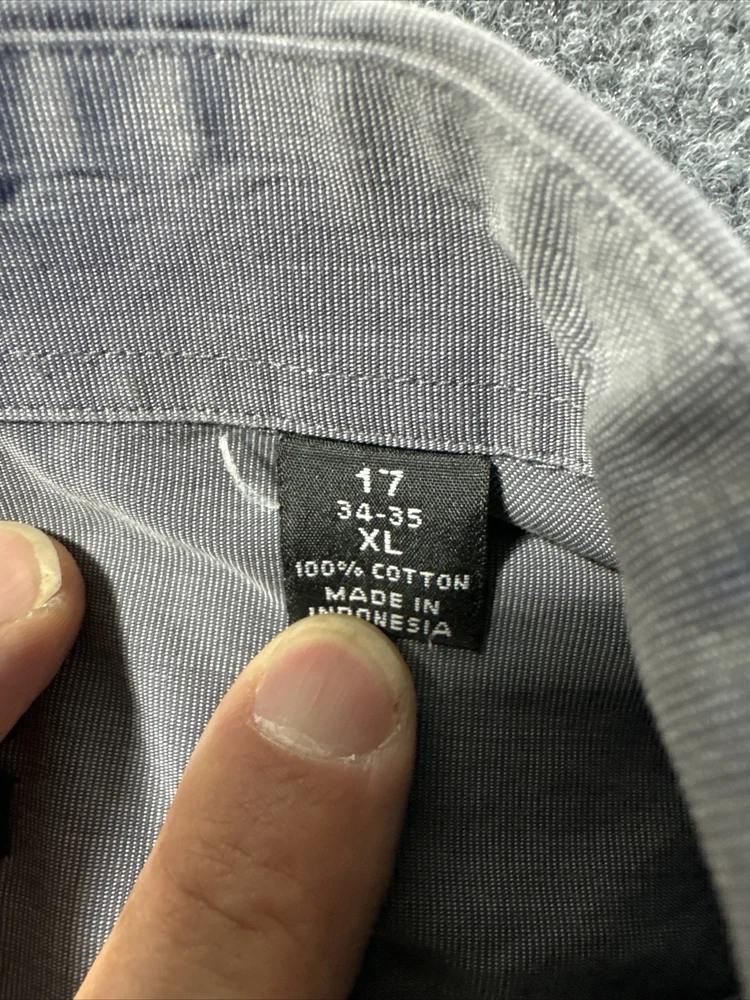 17
34-35
XL
100% COTTON
MADE IN
INDONESIA